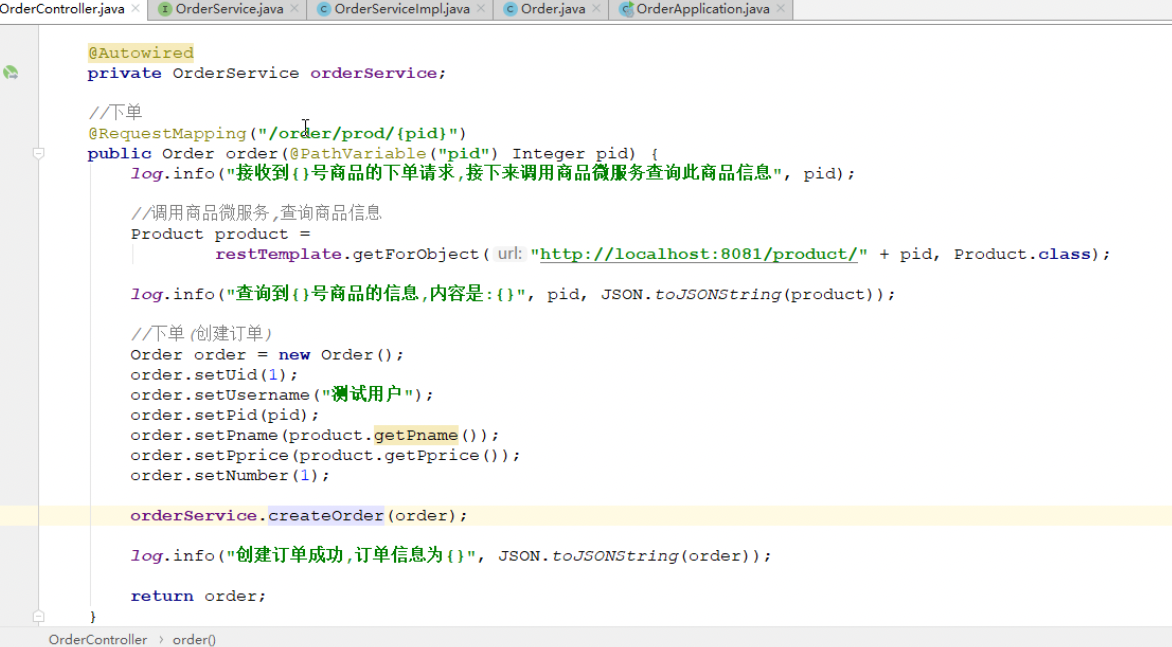 OrderController.java × I OrderService.java × C OrderServiceImpl.java × C Order.java × C OrderApplication.java ×
@Autowired
private OrderService orderService;
//下单
@RequestMapping("/order/prod/{pid}")
public Order order(@PathVariable("pid") Integer pid) {
log.info("接收到{}号商品的下单请求,接下来调用商品微服务查询此商品信息", pid);
//调用商品微服务,查询商品信息
Product product =
restTemplate.getForObject( url: "http://localhost:8081/product/" + pid, Product.class);
log.info("查询到{}号商品的信息,内容是:{}", pid, JSON.toJSONString(product));
//下单(创建订单)
Order order = new Order();
order.setUid(1);
order.setUsername("测试用户");
order.setPid(pid);
order.setPname(product.getPname());
order.setPprice(product.getPprice());
order.setNumber(1);
orderService.createOrder(order);
log.info("创建订单成功,订单信息为{}", JSON.toJSONString(order));
return order;
}
OrderController › order()